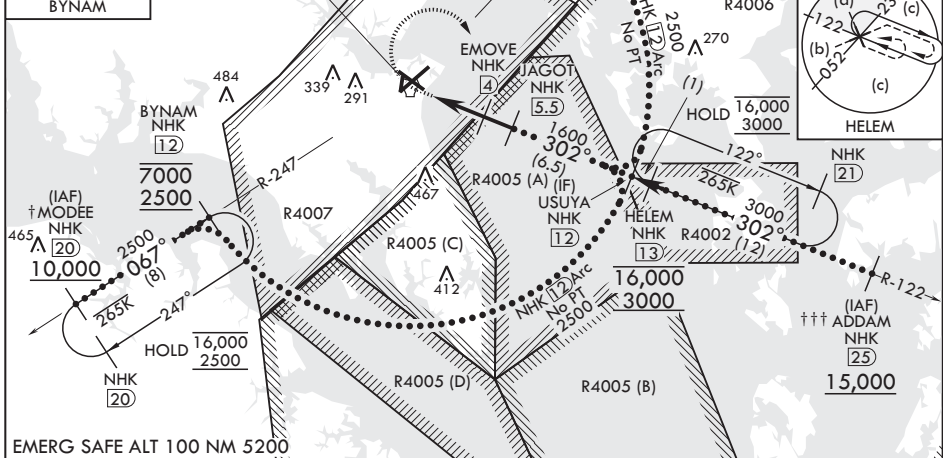 BYNAM
R4006
(d)
25
(c)
122
(b)
052
(c)
HELEM
NHK 12 Arc
No PT
2500
270
(1)
EMOVE
NHK
4
JAGOT
NHK
5.5
484
339
291
HOLD
16,000
3000
BYNAM
NHK
12
7000
2500
R-247
1600
302°
(6.5)
122°
265K
NHK
21
467
R4005 (A)
(IF)
USUYA
NHK
12
HELEM
NHK
13
16,000
3000
R4002
3000
302°
(12)
R-122
(IAF)
†MODEE
NHK
20
10,000
465
2500
067°
(8)
265K
247°
R4007
R4005 (C)
412
NHK 12 Arc
No PT
2500
(IAF)
††† ADDAM
NHK
25
15,000
HOLD
16,000
2500
NHK
20
R4005 (D)
R4005 (B)
EMERG SAFE ALT 100 NM 5200